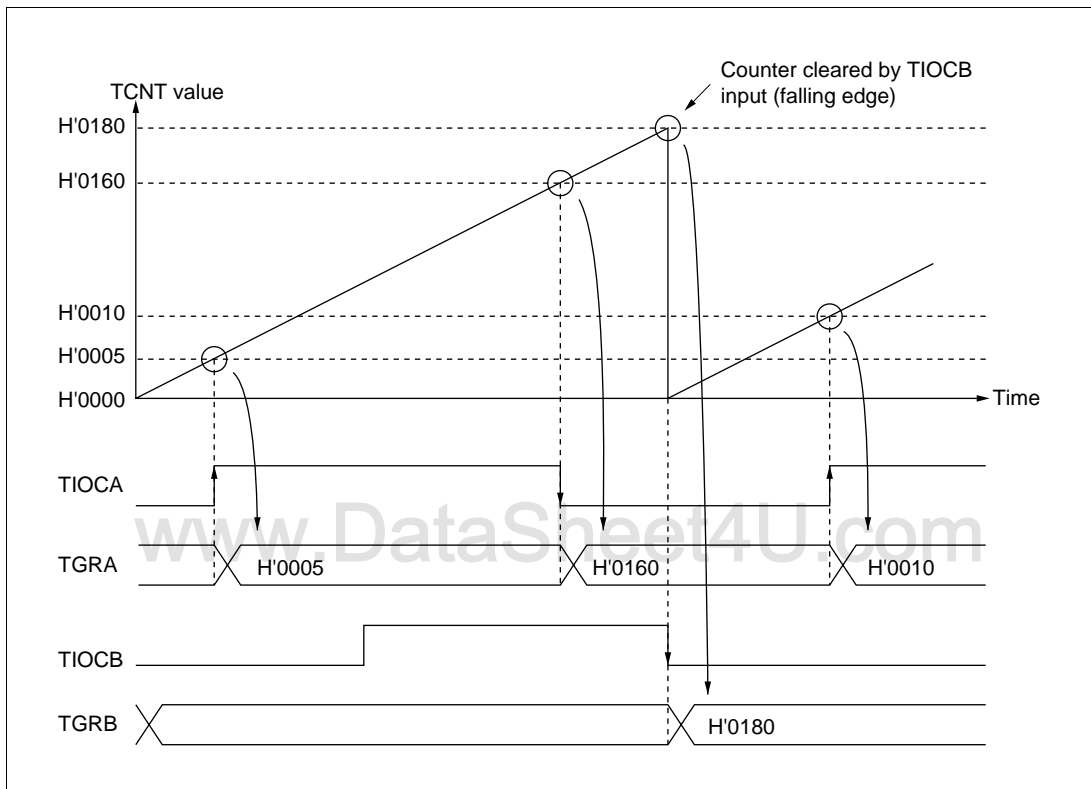 Counter cleared by TIOCB
input (falling edge)
TCNT value
H'0180
H'0160
H'0010
H'0005
H'0000
Time
TIOCA
www.DataSheet4U.com
TGRA
H'0005
H'0160
H'0010
TIOCB
TGRB
H'0180